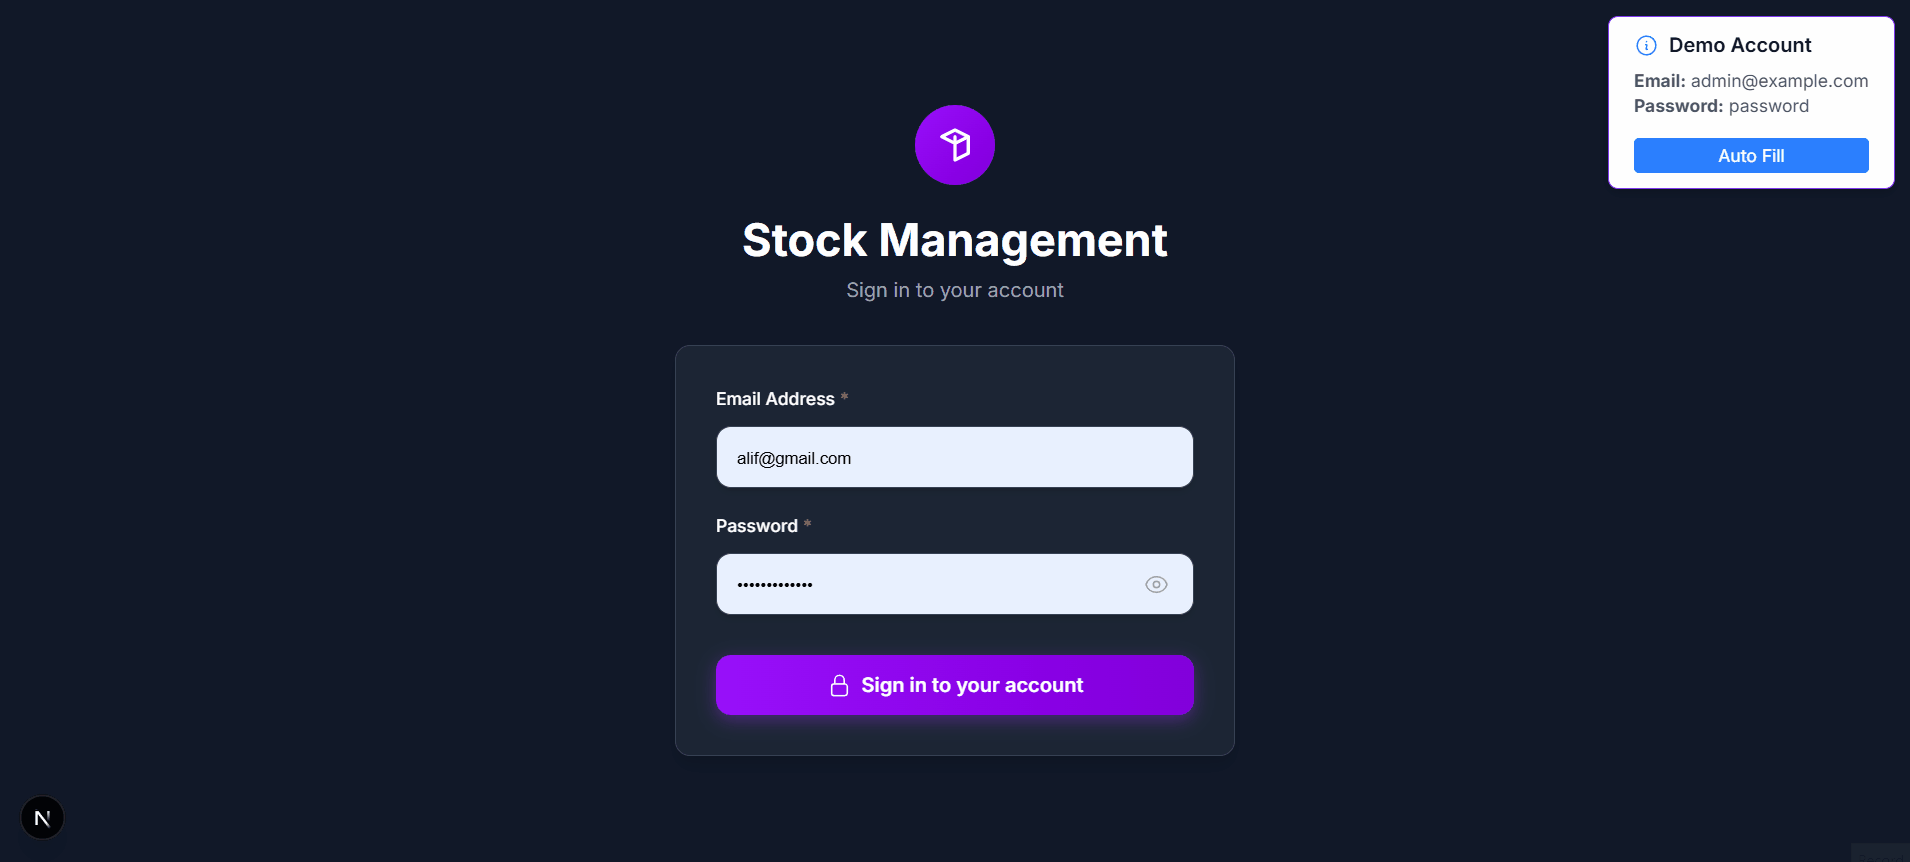 Demo Account
Email: admin@example.com
Password: password
Auto Fill
Stock Management
Sign in to your account
Email Address *
alif@gmail.com
Password *
•••••••••••••
Sign in to your account
N